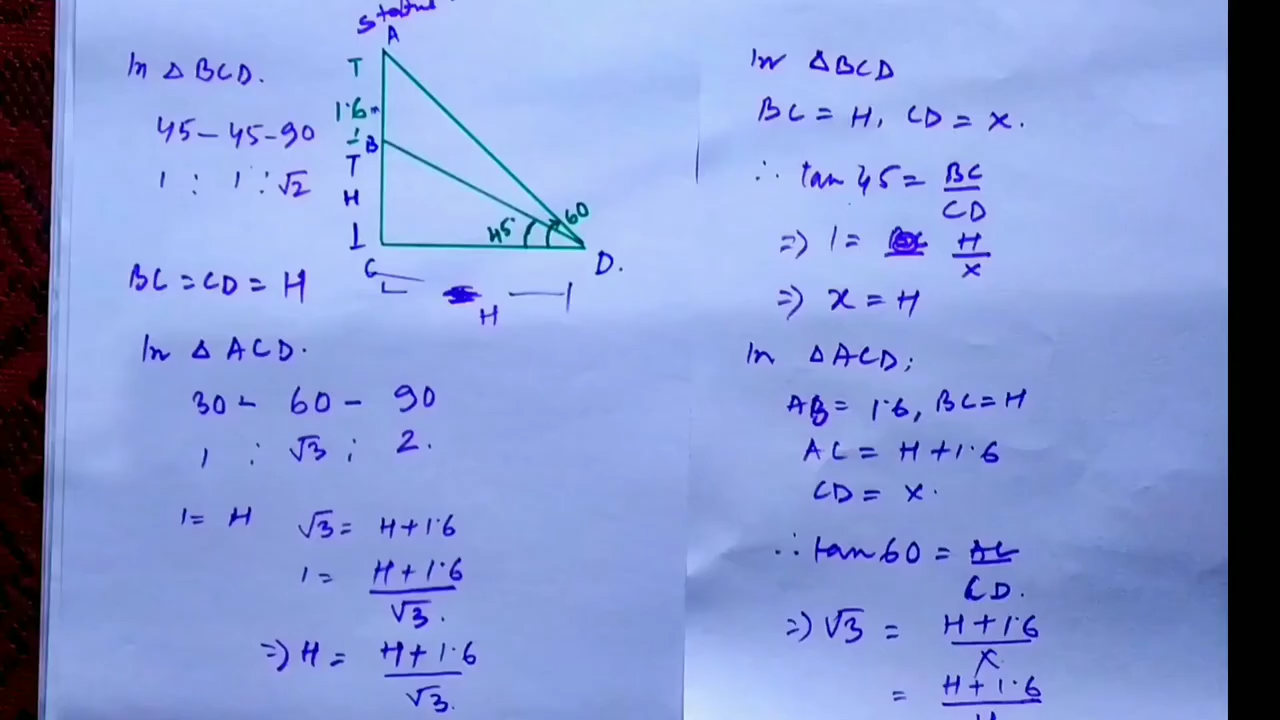 Statue
A
In △ BCD.
45 - 45 - 90
1 : 1 : √2
T
1.6
B
T
H
45
60
C
D.
H
BC = CD = H
In △ ACD.
30 - 60 - 90
1 : √3 : 2.
1 = H √3 = H + 1.6
1 = H + 1.6
√3.
=> H = H + 1.6
√3.
In △BCD
BC = H, CD = x.
∴ tan 45 = BC
CD
=> 1 = H
x
=> x = H
In △ACD;
AB = 1.6, BC = H
AC = H + 1.6
CD = x.
∴ tan 60 = AC
CD.
=> √3 = H + 1.6
x
= H + 1.6